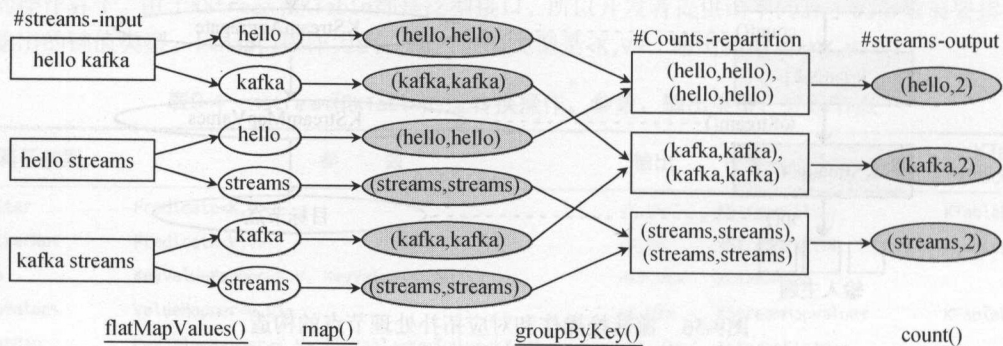 #streams-input
hello kafka
hello streams
kafka streams
hello
kafka
hello
streams
kafka
streams
(hello,hello)
(kafka,kafka)
(hello,hello)
(streams,streams)
(kafka,kafka)
(streams,streams)
#Counts-repartition
(hello,hello),
(hello,hello)
(kafka,kafka),
(kafka,kafka)
(streams,streams),
(streams,streams)
#streams-output
(hello,2)
(kafka,2)
(streams,2)
flatMapValues()
map()
groupByKey()
count()